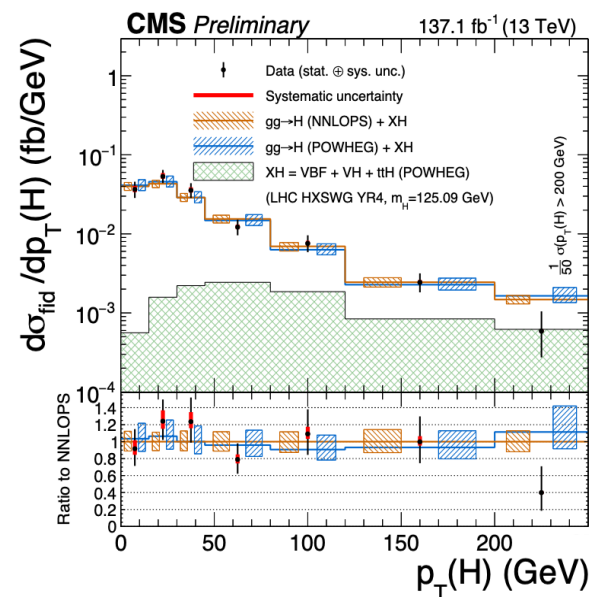 CMS Preliminary 137.1 fb⁻¹ (13 TeV)
dσ_fid/dp_T(H) (fb/GeV)
1
10⁻¹
10⁻²
10⁻³
10⁻⁴
Data (stat. ⊕ sys. unc.)
Systematic uncertainty
gg→H (NNLOPS) + XH
gg→H (POWHEG) + XH
XH = VBF + VH + ttH (POWHEG)
(LHC HXSWG YR4, m_H=125.09 GeV)
1/50 σ(p_T(H) > 200 GeV)
Ratio to NNLOPS
1.4
1.2
1
0.8
0.6
0.4
0.2
0
0 50 100 150 200
p_T(H) (GeV)